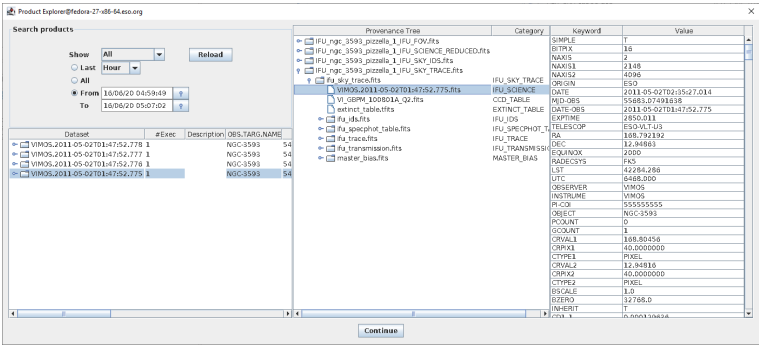 Product Explorer@fedora-27-x86-64.eso.org
Search products
Show All Reload
Last Hour
All
From 16/06/20 04:59:49
To 16/06/20 05:07:02
Dataset #Exec Description OBS.TARG.NAME
VIMOS.2011-05-02T01:47:52.778 1 NGC-3593 54
VIMOS.2011-05-02T01:47:52.777 1 NGC-3593 54
VIMOS.2011-05-02T01:47:52.776 1 NGC-3593 54
VIMOS.2011-05-02T01:47:52.775 1 NGC-3593 54
Provenance Tree Category
IFU_ngc_3593_pizzella_1_IFU_FOV.fits
IFU_ngc_3593_pizzella_1_IFU_SCIENCE_REDUCED.fits
IFU_ngc_3593_pizzella_1_IFU_SKY_IDS.fits
IFU_ngc_3593_pizzella_1_IFU_SKY_TRACE.fits
ifu_sky_trace.fits IFU_SKY_TRACE
VIMOS.2011-05-02T01:47:52.775.fits IFU_SCIENCE
VI_GBPM_100801A_Q2.fits CCD_TABLE
extinct_table.tfits EXTINCT_TABLE
ifu_ids.fits IFU_IDS
ifu_specphot_table.fits IFU_SPECPHOT_T
ifu_trace.fits IFU_TRACE
ifu_transmission.fits IFU_TRANSMISSIO
master_bias.fits MASTER_BIAS
Keyword Value
SIMPLE T
BITPIX 16
NAXIS 2
NAXIS1 2148
NAXIS2 4096
ORIGIN ESO
DATE 2011-05-02T02:35:27.014
MJD-OBS 55683.07491638
DATE-OBS 2011-05-02T01:47:52.775
EXPTIME 2850.011
TELESCOP ESO-VLT-U3
RA 168.792192
DEC 12.94863
EQUINOX 2000
RADECSYS FK5
LST 42284.286
UTC 6468.000
OBSERVER VIMOS
INSTRUME VIMOS
PI-COI 555555555
OBJECT NGC-3593
PCOUNT 0
GCOUNT 1
CRVAL1 168.80456
CRPIX1 40.0000000
CTYPE1 PIXEL
CRVAL2 12.94816
CRPIX2 40.0000000
CTYPE2 PIXEL
BSCALE 1.0
BZERO 32768.0
INHERIT T
CD1_1 0.000129636
Continue